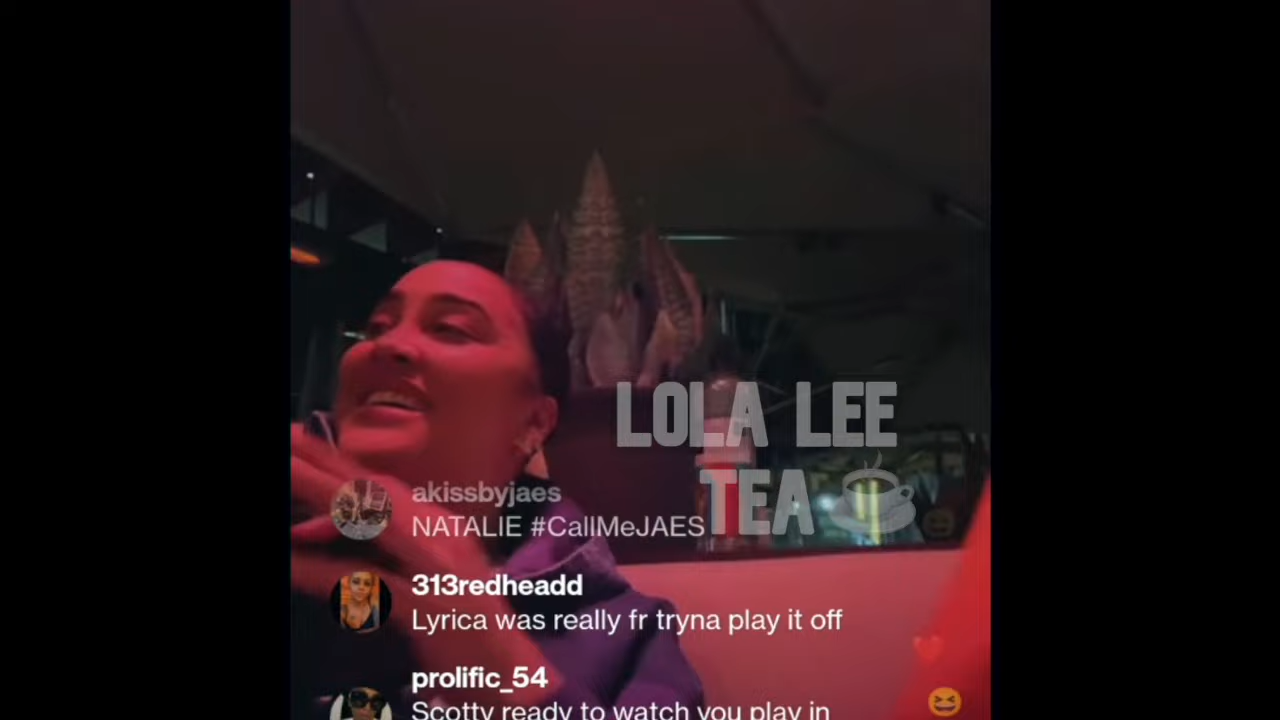 LOLA LEE
TEA
akissbyjaes
NATALIE #CallMeJAES
313redheadd
Lyrica was really fr tryna play it off
prolific_54
Scotty ready to watch you play in